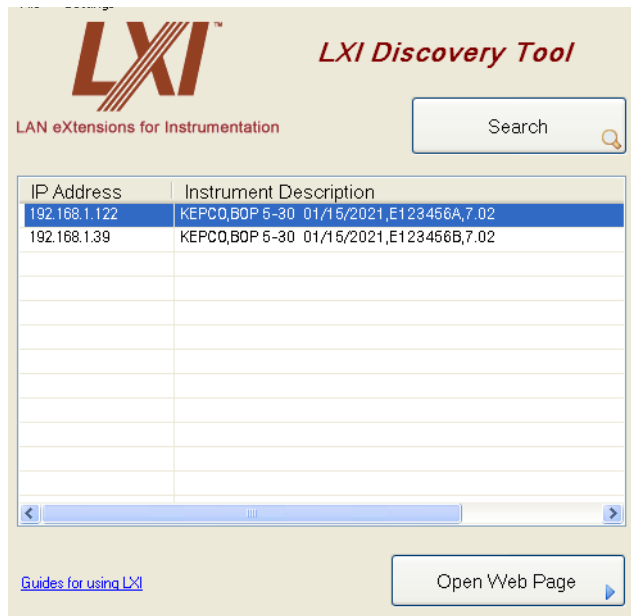 LXI™
LXI Discovery Tool
LAN eXtensions for Instrumentation
Search
IP Address Instrument Description
192.168.1.122 KEPCO,BOP 5-30 01/15/2021,E123456A,7.02
192.168.1.39 KEPCO,BOP 5-30 01/15/2021,E123456B,7.02
Guides for using LXI
Open Web Page